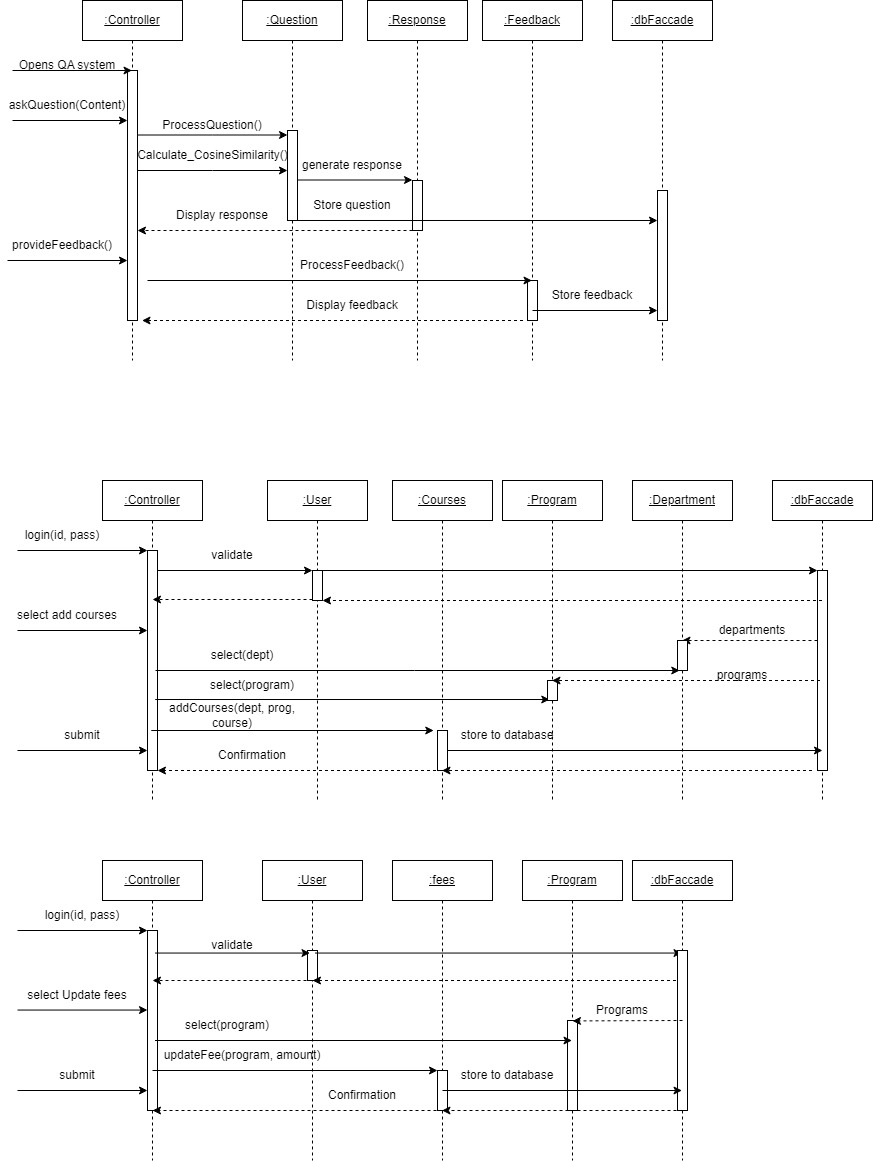 :Controller
:Question
:Response
:Feedback
:dbFaccade
Opens QA system
askQuestion(Content)
ProcessQuestion()
Calculate_CosineSimilarity()
generate response
Store question
Display response
provideFeedback()
ProcessFeedback()
Store feedback
Display feedback
:Controller
:User
:Courses
:Program
:Department
:dbFaccade
login(id, pass)
validate
select add courses
departments
select(dept)
programs
select(program)
addCourses(dept, prog,
course)
submit
store to database
Confirmation
:Controller
:User
:fees
:Program
:dbFaccade
login(id, pass)
validate
select Update fees
Programs
select(program)
updateFee(program, amount)
submit
store to database
Confirmation